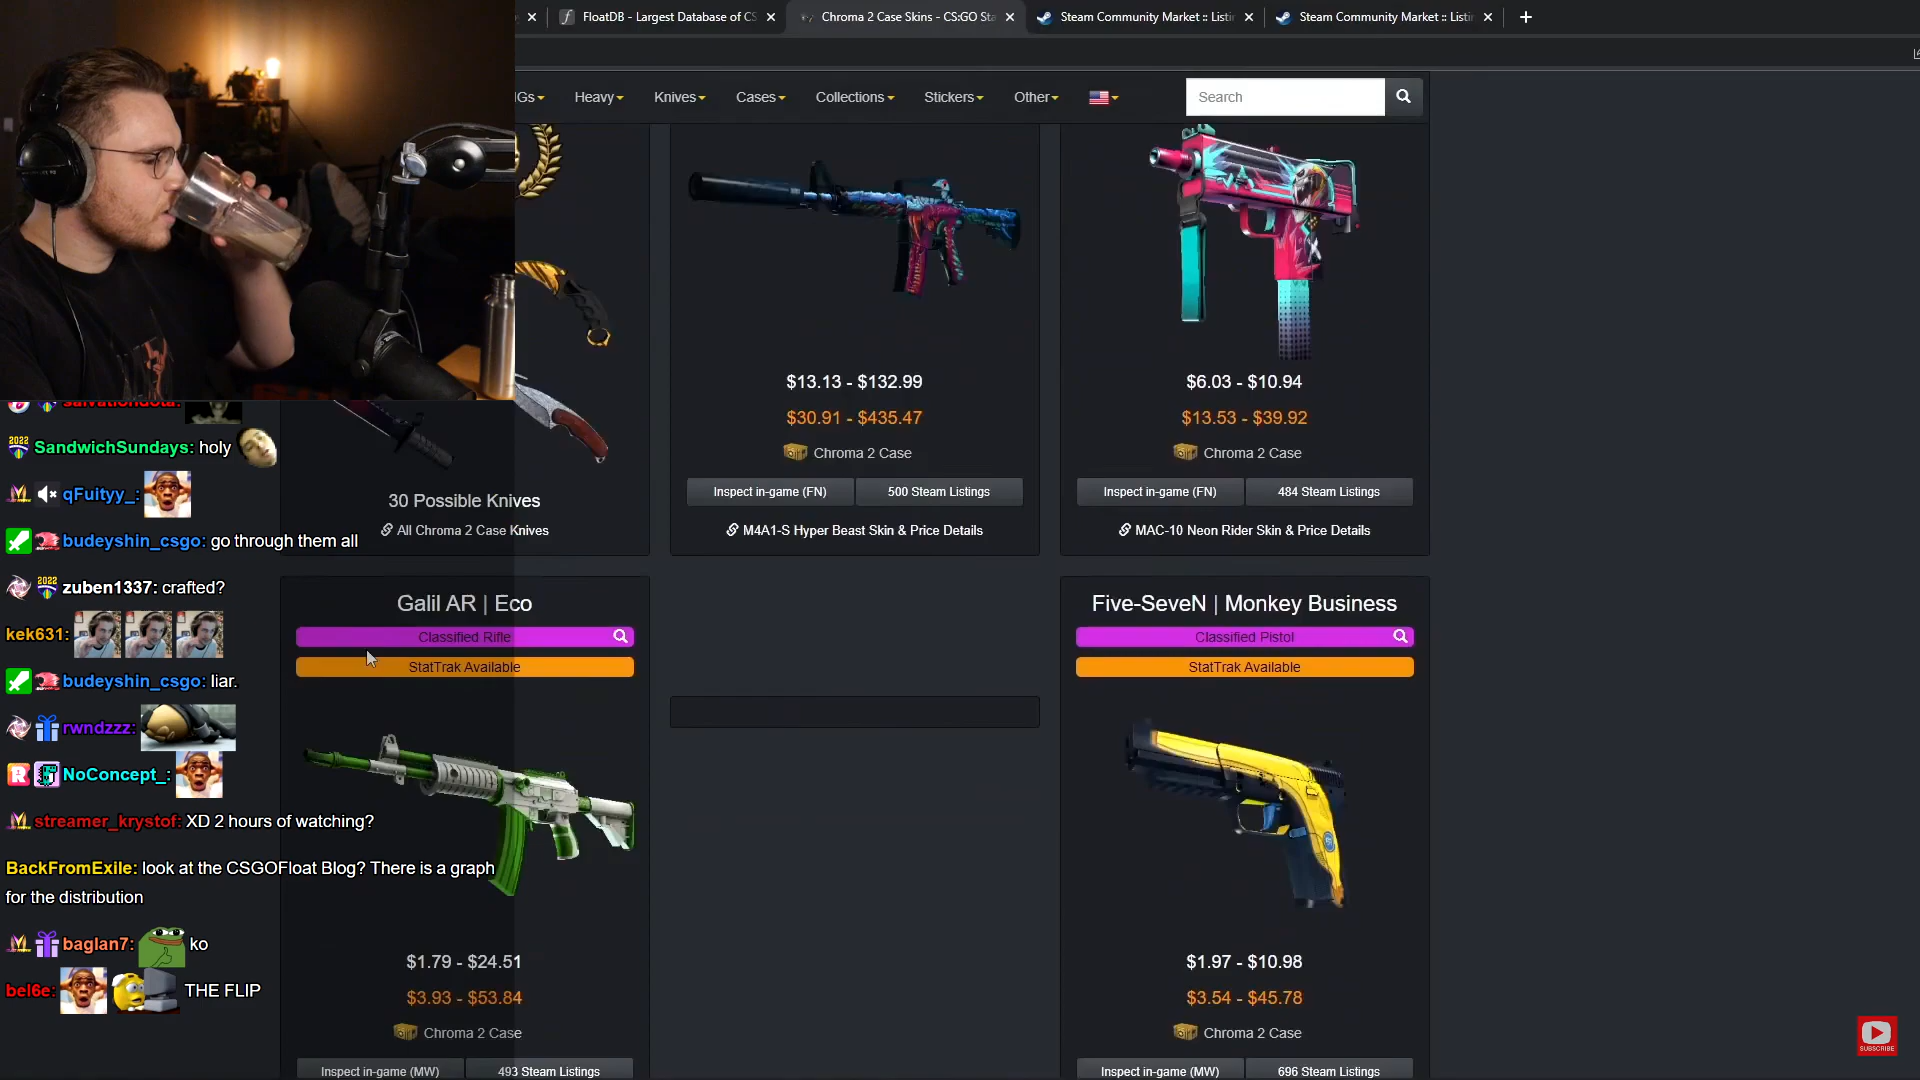 FloatDB - Largest Database of CS
Chroma 2 Case Skins - CS:GO Sta
Steam Community Market :: Listi
Steam Community Market :: Listi
Gs
Heavy
Knives
Cases
Collections
Stickers
Other
Search
30 Possible Knives
All Chroma 2 Case Knives
$13.13 - $132.99
$30.91 - $435.47
Chroma 2 Case
Inspect in-game (FN)
500 Steam Listings
M4A1-S Hyper Beast Skin & Price Details
$6.03 - $10.94
$13.53 - $39.92
Chroma 2 Case
Inspect in-game (FN)
484 Steam Listings
MAC-10 Neon Rider Skin & Price Details
Galil AR | Eco
Classified Rifle
StatTrak Available
$1.79 - $24.51
$3.93 - $53.84
Chroma 2 Case
Inspect in-game (MW)
493 Steam Listings
Five-SeveN | Monkey Business
Classified Pistol
StatTrak Available
$1.97 - $10.98
$3.54 - $45.78
Chroma 2 Case
Inspect in-game (MW)
696 Steam Listings
salvationdota:
2022 SandwichSundays: holy
qFuityy_:
budeyshin_csgo: go through them all
2022 zuben1337: crafted?
kek631:
budeyshin_csgo: liar.
rwndzzz:
R NoConcept_:
streamer_krystof: XD 2 hours of watching?
BackFromExile: look at the CSGOFloat Blog? There is a graph
for the distribution
baglan7: ko
bel6e: THE FLIP
SUBSCRIBE